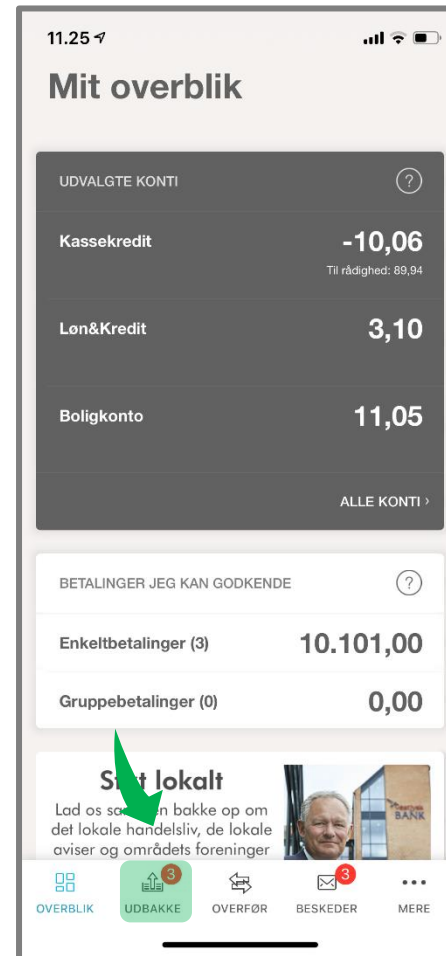 11.25
Mit overblik
UDVALGTE KONTI ?
Kassekredit -10,06
Til rådighed: 89,94
Løn&Kredit 3,10
Boligkonto 11,05
ALLE KONTI ›
BETALINGER JEG KAN GODKENDE ?
Enkeltbetalinger (3) 10.101,00
Gruppebetalinger (0) 0,00
lokalt
Lad os bakke op om
det lokale handelsliv, de lokale
aviser og områdets foreninger
BANK
3 3
OVERBLIK UDBAKKE OVERFØR BESKEDER MERE